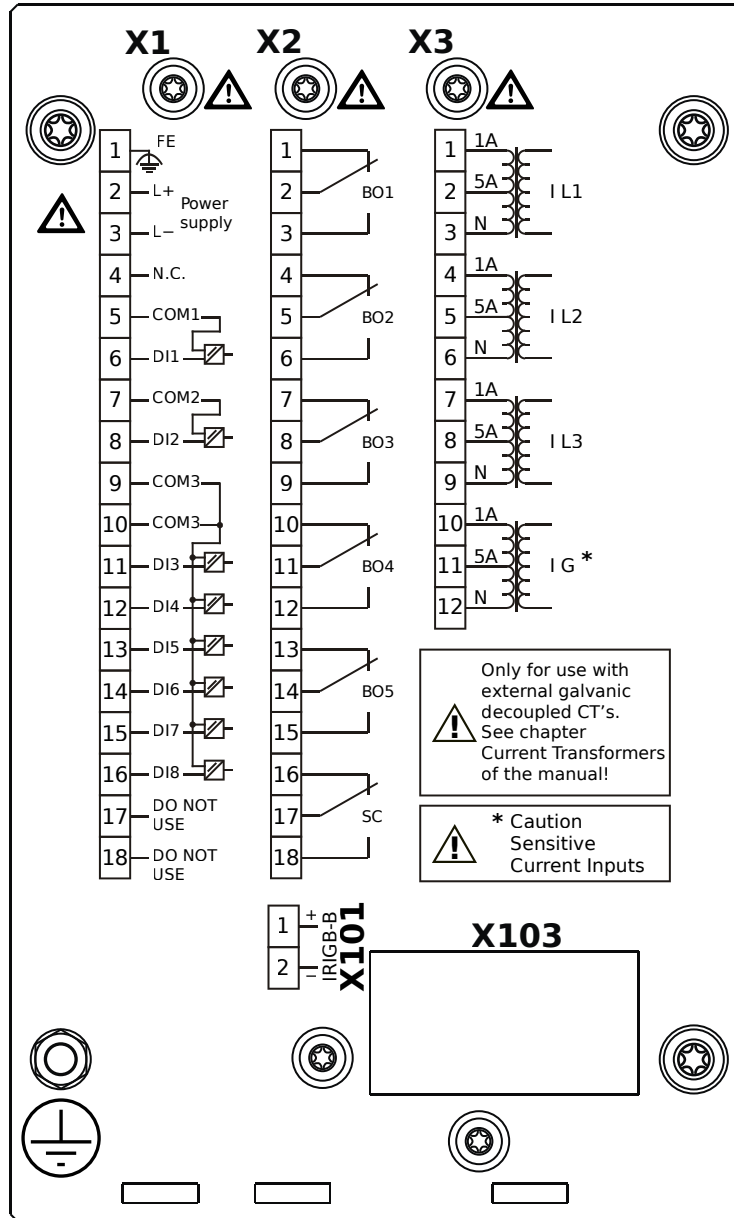 X1
X2
X3
1 FE
2 L+
Power
supply
3 L−
4 N.C.
5 COM1
6 DI1
7 COM2
8 DI2
9 COM3
10 COM3
11 DI3
12 DI4
13 DI5
14 DI6
15 DI7
16 DI8
17 DO NOT
USE
18 DO NOT
USE
1
2 BO1
3
4
5 BO2
6
7
8 BO3
9
10
11 BO4
12
13
14 BO5
15
16
17 SC
18
1 1A
2 5A I L1
3 N
4 1A
5 5A I L2
6 N
7 1A
8 5A I L3
9 N
10 1A
11 5A I G *
12 N
Only for use with
external galvanic
decoupled CT’s.
See chapter
Current Transformers
of the manual!
* Caution
Sensitive
Current Inputs
1 +
2 −
IRIGB-B
X101
X103